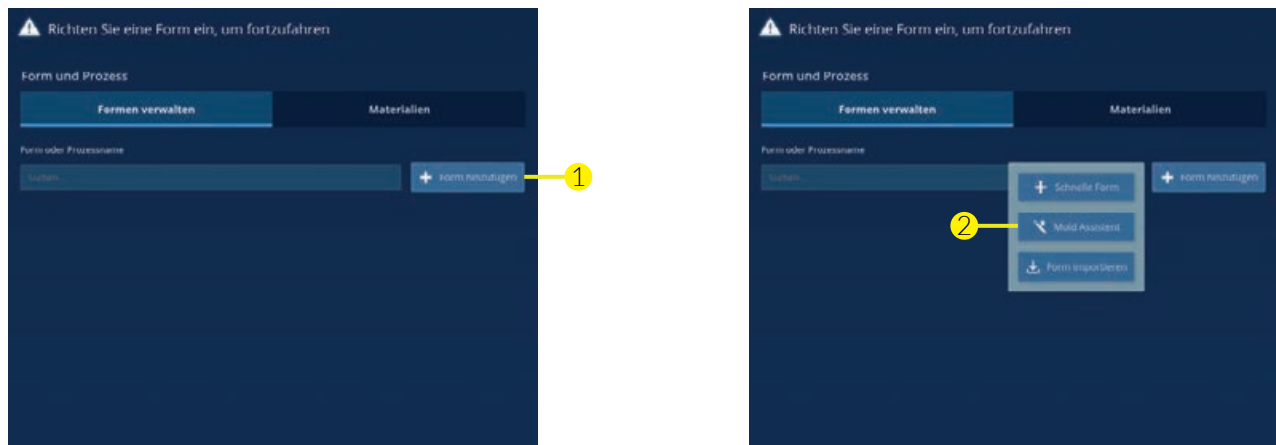 Richten Sie eine Form ein, um fortzufahren
Form und Prozess
Formen verwalten Materialien
Form oder Prozessname
Suchen
Form hinzufügen
1
Richten Sie eine Form ein, um fortzufahren
Form und Prozess
Formen verwalten Materialien
Form oder Prozessname
Suchen
Form hinzufügen
Schnelle Form
2
Mold Assistent
Form importieren